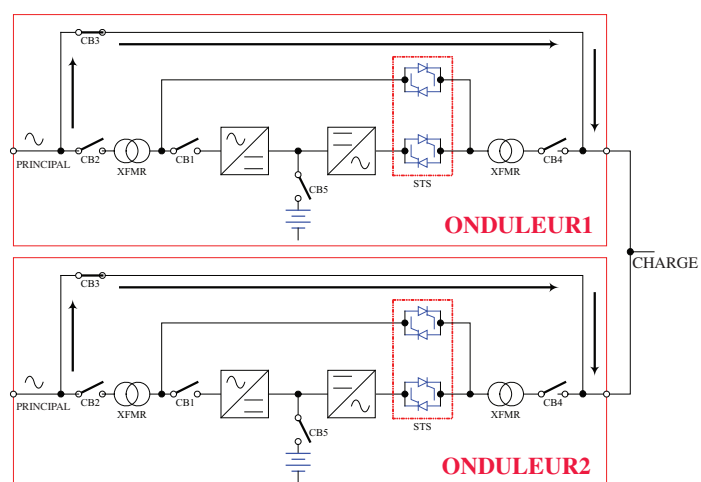 CB3
PRINCIPAL
CB2
XFMR
CB1
CB5
STS
XFMR
CB4
ONDULEUR1
CHARGE
CB3
PRINCIPAL
CB2
XFMR
CB1
CB5
STS
XFMR
CB4
ONDULEUR2